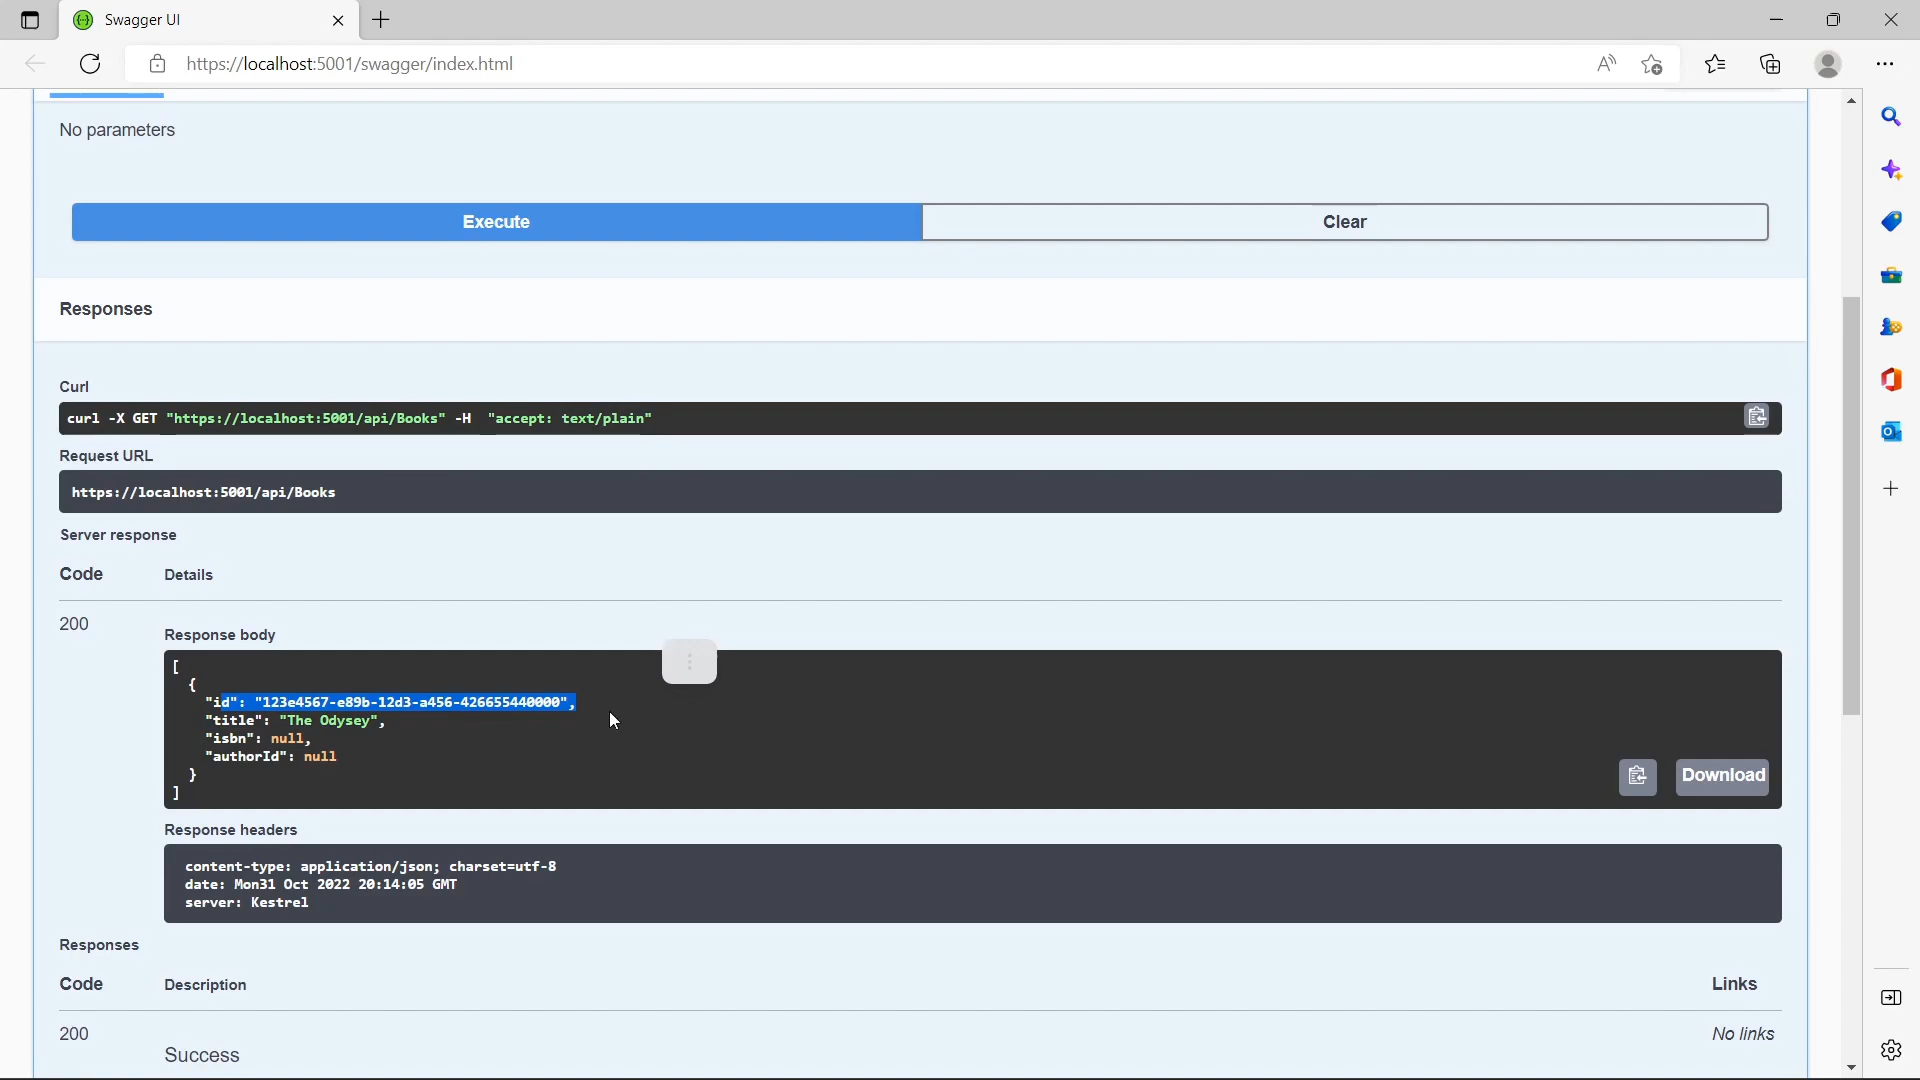 Swagger UI
https://localhost:5001/swagger/index.html
No parameters
Execute
Clear
Responses
Curl
curl -X GET "https://localhost:5001/api/Books" -H  "accept: text/plain"
Request URL
https://localhost:5001/api/Books
Server response
Code Details
200
Response body
[
{
"id": "123e4567-e89b-12d3-a456-426655440000",
"title": "The Odysey",
"isbn": null,
"authorId": null
}
]
Download
Response headers
content-type: application/json; charset=utf-8
date: Mon31 Oct 2022 20:14:05 GMT
server: Kestrel
Responses
Code Description Links
200 No links
Success